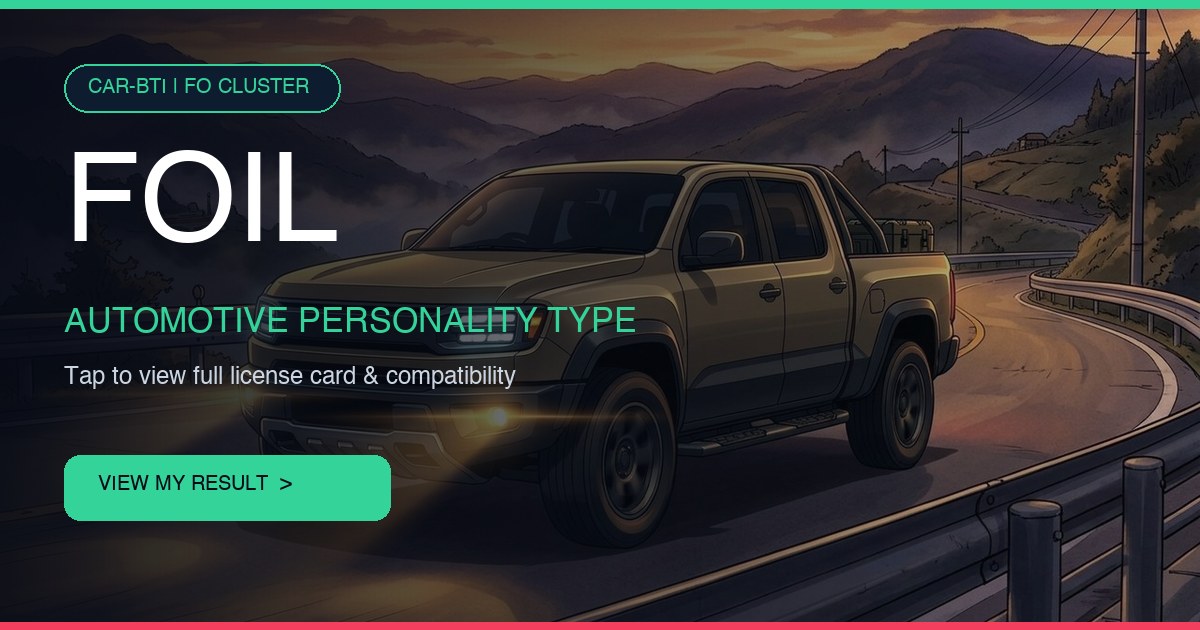 CAR-BTI | FO CLUSTER
FOIL
AUTOMOTIVE PERSONALITY TYPE
Tap to view full license card & compatibility
VIEW MY RESULT >